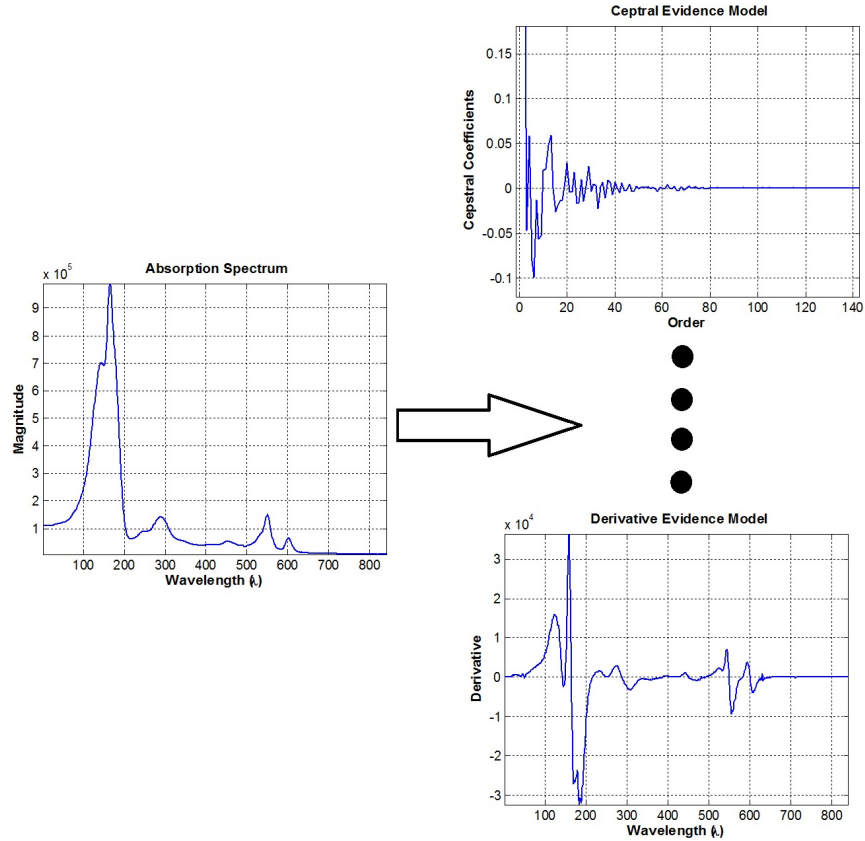 Ceptral Evidence Model
0.15
0.1
0.05
0
-0.05
-0.1
Cepstral Coefficients
0 20 40 60 80 100 120 140
Order
Absorption Spectrum
x 10^5
9
8
7
6
5
4
3
2
1
Magnitude
100 200 300 400 500 600 700 800
Wavelength (λ)
Derivative Evidence Model
x 10^4
3
2
1
0
-1
-2
-3
Derivative
100 200 300 400 500 600 700 800
Wavelength (λ)